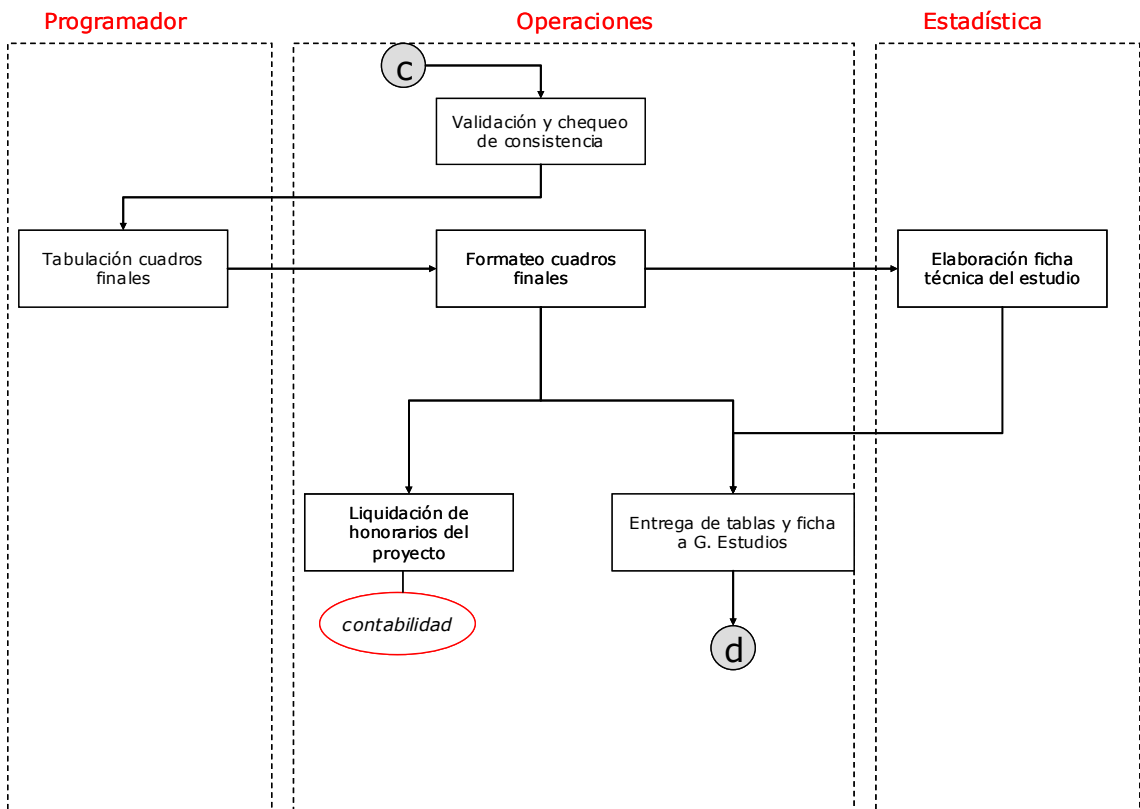 Programador
Operaciones
Estadística
c
Validación y chequeo
de consistencia
Tabulación cuadros
finales
Formateo cuadros
finales
Elaboración ficha
técnica del estudio
Liquidación de
honorarios del
proyecto
Entrega de tablas y ficha
a G. Estudios
contabilidad
d